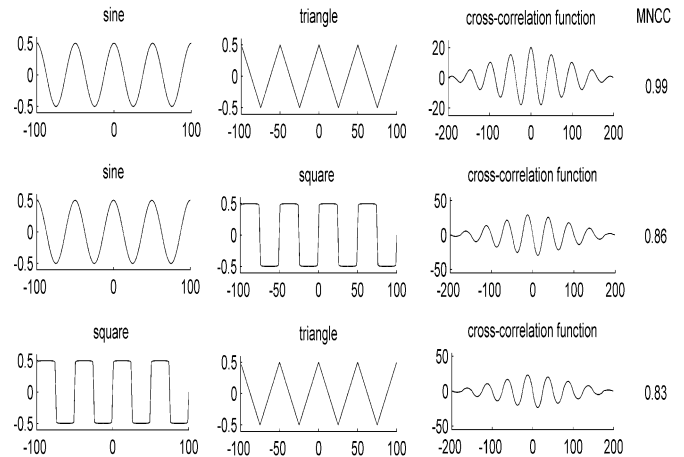 sine triangle cross-correlation function MNCC
0.5 0.5 20
0 0 0 0.99
-0.5 -0.5 -20
-100 0 100 -100 -50 0 50 100 -200 -100 0 100 200
sine square cross-correlation function
0.5 0.5 50
0 0 0 0.86
-0.5 -0.5 -50
-100 0 100 -100 -50 0 50 100 -200 -100 0 100 200
square triangle cross-correlation function
0.5 0.5 50
0 0 0 0.83
-0.5 -0.5 -50
-100 0 100 -100 -50 0 50 100 -200 -100 0 100 200